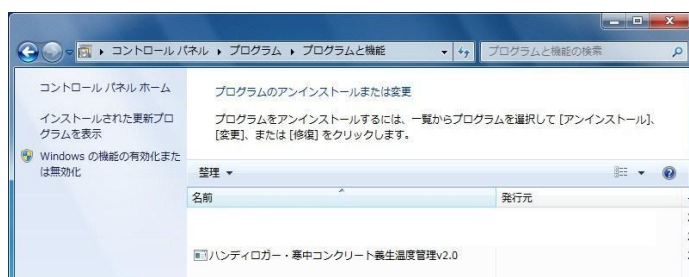 コントロール パネル ▸ プログラム ▸ プログラムと機能
プログラムと機能の検索
コントロール パネル ホーム
インストールされた更新プロ
グラムを表示
Windows の機能の有効化また
は無効化
プログラムのアンインストールまたは変更
プログラムをアンインストールするには、一覧からプログラムを選択して [アンインストール]、
[変更]、または [修復] をクリックします。
整理
名前
発行元
ハンディロガー・寒中コンクリート養生温度管理v2.0